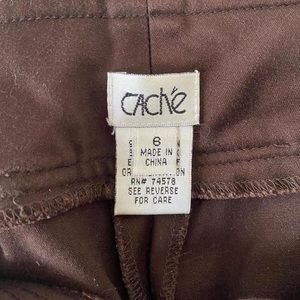 Caché
6
MADE IN
CHINA
RN# 74578
SEE REVERSE
FOR CARE